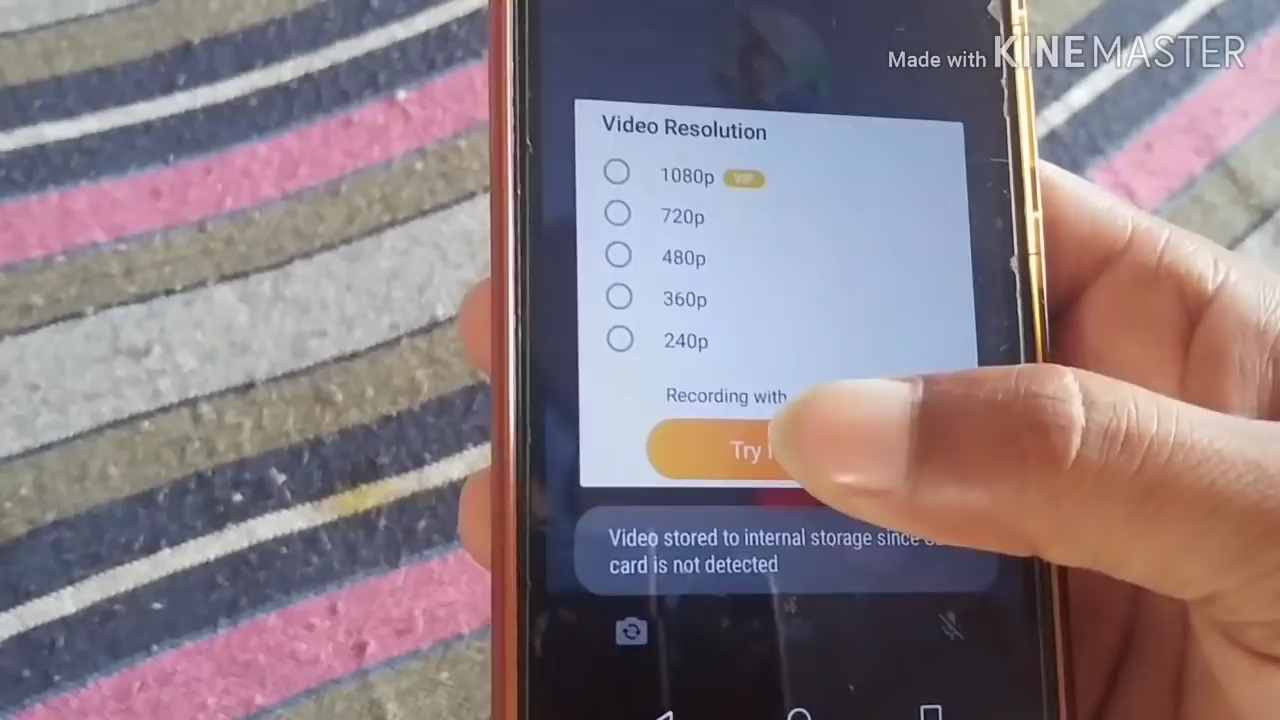 Made with KINEMASTER
Video Resolution
1080p VIP
720p
480p
360p
240p
Recording with
Try
Video stored to internal storage since
card is not detected